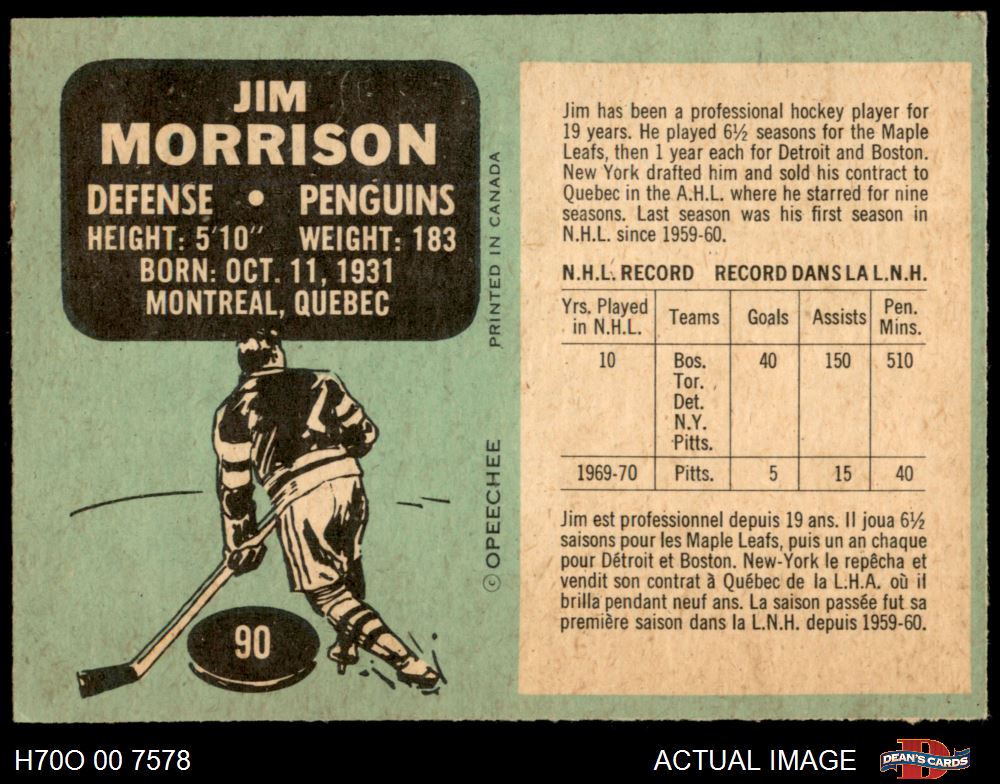 JIM
MORRISON
DEFENSE • PENGUINS
HEIGHT: 5'10" WEIGHT: 183
BORN: OCT. 11, 1931
MONTREAL, QUEBEC
90
© OPEECHEE PRINTED IN CANADA
Jim has been a professional hockey player for
19 years. He played 6½ seasons for the Maple
Leafs, then 1 year each for Detroit and Boston.
New York drafted him and sold his contract to
Quebec in the A.H.L. where he starred for nine
seasons. Last season was his first season in
N.H.L. since 1959-60.
N.H.L. RECORD RECORD DANS LA L.N.H.
Yrs. Played
in N.H.L. Teams Goals Assists Pen.
Mins.
10 Bos. 40 150 510
Tor.
Det.
N.Y.
Pitts.
1969-70 Pitts. 5 15 40
Jim est professionnel depuis 19 ans. Il joua 6½
saisons pour les Maple Leafs, puis un an chaque
pour Détroit et Boston. New-York le repêcha et
vendit son contrat à Québec de la L.H.A. où il
brilla pendant neuf ans. La saison passée fut sa
première saison dans la L.N.H. depuis 1959-60.
H70O 00 7578 ACTUAL IMAGE DEAN'S CARDS